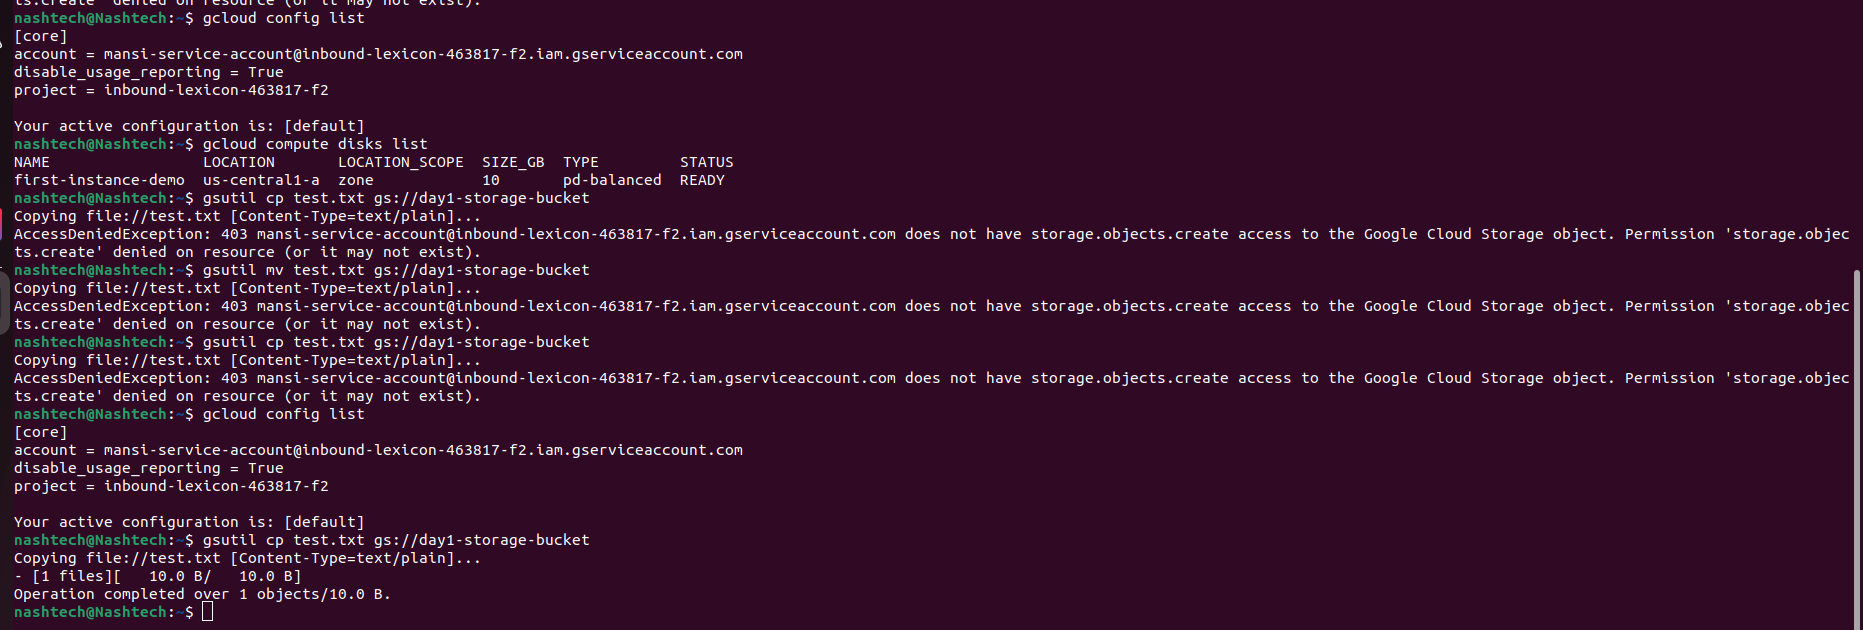 ts.create' denied on resource (or it may not exist).
nashtech@Nashtech:~$ gcloud config list
[core]
account = mansi-service-account@inbound-lexicon-463817-f2.iam.gserviceaccount.com
disable_usage_reporting = True
project = inbound-lexicon-463817-f2

Your active configuration is: [default]
nashtech@Nashtech:~$ gcloud compute disks list
NAME                 LOCATION       LOCATION_SCOPE  SIZE_GB  TYPE         STATUS
first-instance-demo  us-central1-a  zone            10       pd-balanced  READY
nashtech@Nashtech:~$ gsutil cp test.txt gs://day1-storage-bucket
Copying file://test.txt [Content-Type=text/plain]...
AccessDeniedException: 403 mansi-service-account@inbound-lexicon-463817-f2.iam.gserviceaccount.com does not have storage.objects.create access to the Google Cloud Storage object. Permission 'storage.objec
ts.create' denied on resource (or it may not exist).
nashtech@Nashtech:~$ gsutil mv test.txt gs://day1-storage-bucket
Copying file://test.txt [Content-Type=text/plain]...
AccessDeniedException: 403 mansi-service-account@inbound-lexicon-463817-f2.iam.gserviceaccount.com does not have storage.objects.create access to the Google Cloud Storage object. Permission 'storage.objec
ts.create' denied on resource (or it may not exist).
nashtech@Nashtech:~$ gsutil cp test.txt gs://day1-storage-bucket
Copying file://test.txt [Content-Type=text/plain]...
AccessDeniedException: 403 mansi-service-account@inbound-lexicon-463817-f2.iam.gserviceaccount.com does not have storage.objects.create access to the Google Cloud Storage object. Permission 'storage.objec
ts.create' denied on resource (or it may not exist).
nashtech@Nashtech:~$ gcloud config list
[core]
account = mansi-service-account@inbound-lexicon-463817-f2.iam.gserviceaccount.com
disable_usage_reporting = True
project = inbound-lexicon-463817-f2

Your active configuration is: [default]
nashtech@Nashtech:~$ gsutil cp test.txt gs://day1-storage-bucket
Copying file://test.txt [Content-Type=text/plain]...
- [1 files][   10.0 B/   10.0 B]
Operation completed over 1 objects/10.0 B.
nashtech@Nashtech:~$